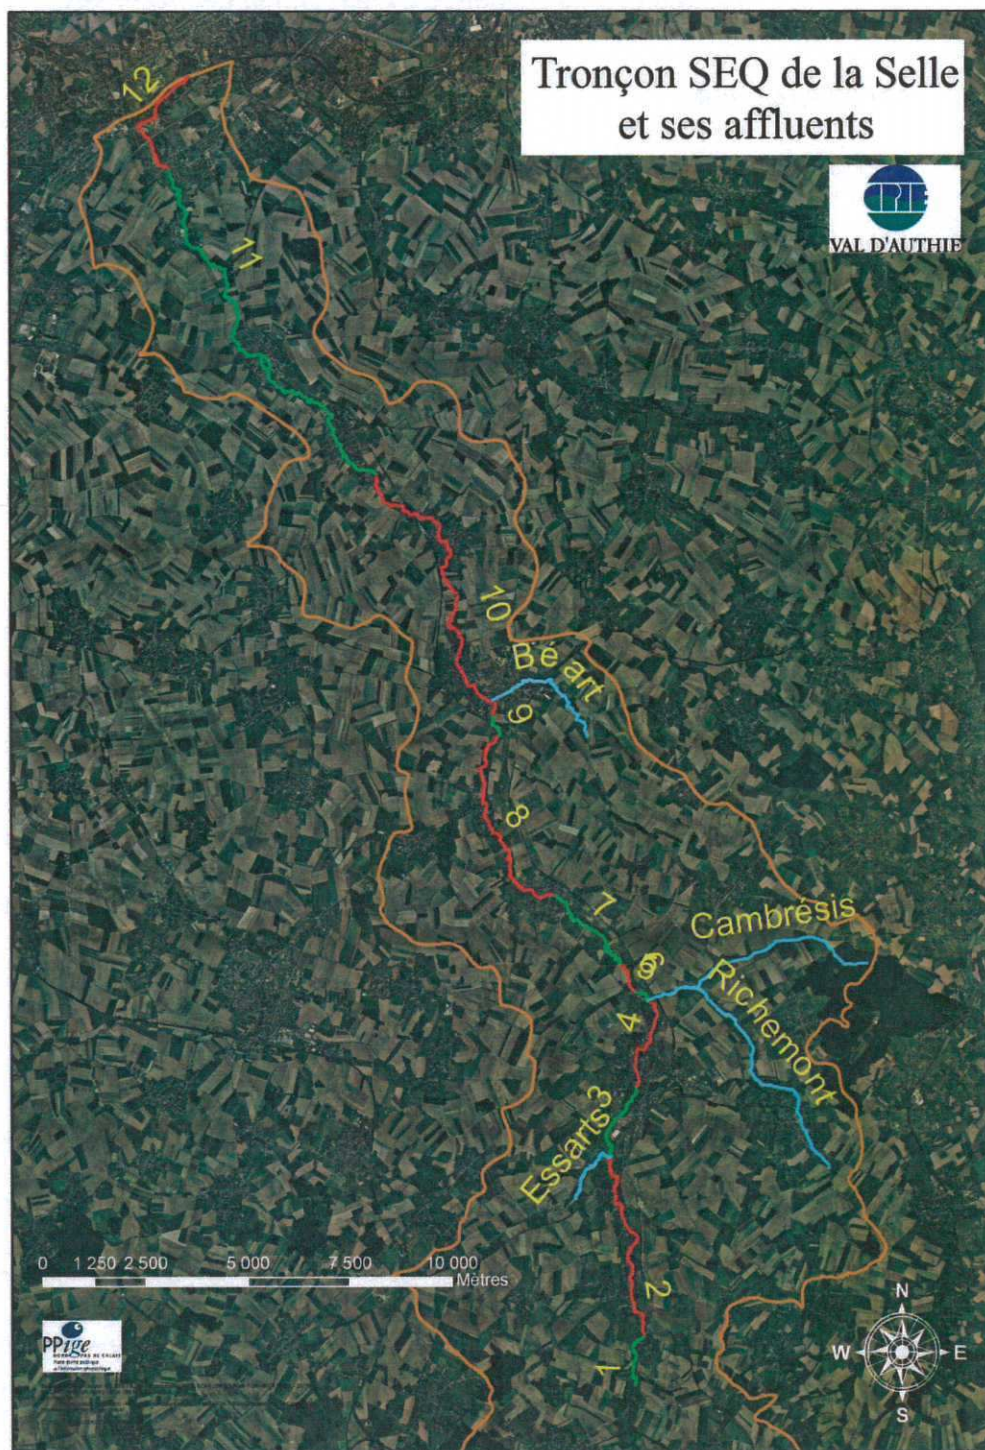 Tronçon SEQ de la Selle
et ses affluents
CPIE
VAL D'AUTHIE
12
11
10
Béart
9
8
7
Cambrésis
6
Richemont
4
3
Essarts
2
1
0 1 250 2 500 5 000 7 500 10 000
Mètres
PPige
N
W E
S